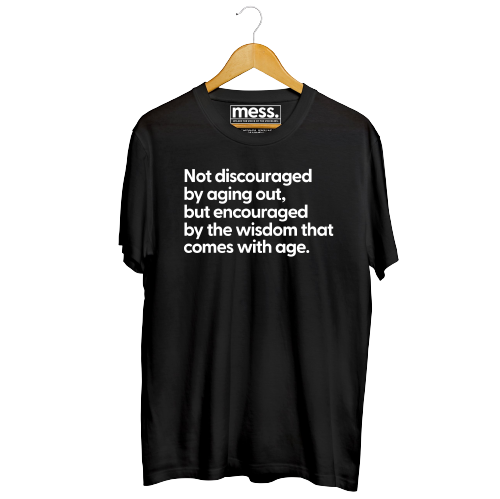 mess.
Not discouraged
by aging out,
but encouraged
by the wisdom that
comes with age.